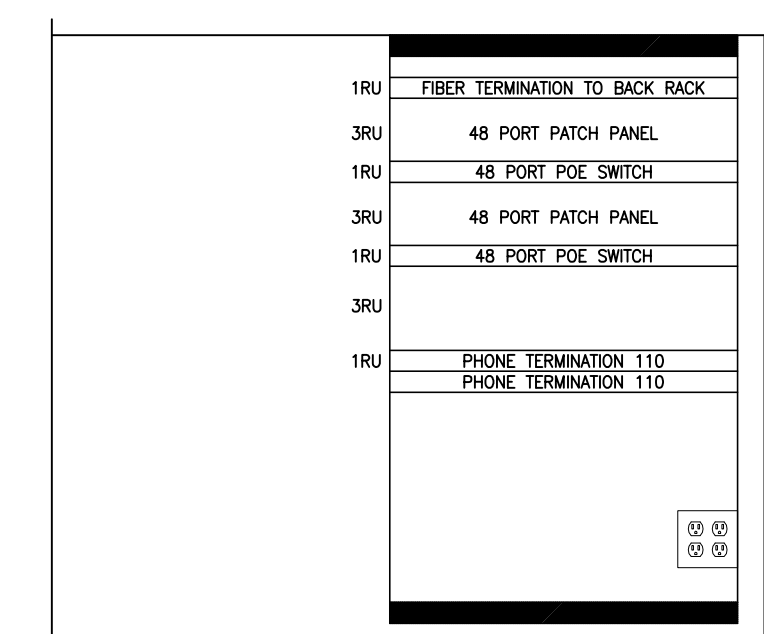 1RU FIBER TERMINATION TO BACK RACK
3RU 48 PORT PATCH PANEL
1RU 48 PORT POE SWITCH
3RU 48 PORT PATCH PANEL
1RU 48 PORT POE SWITCH
3RU
1RU PHONE TERMINATION 110
PHONE TERMINATION 110